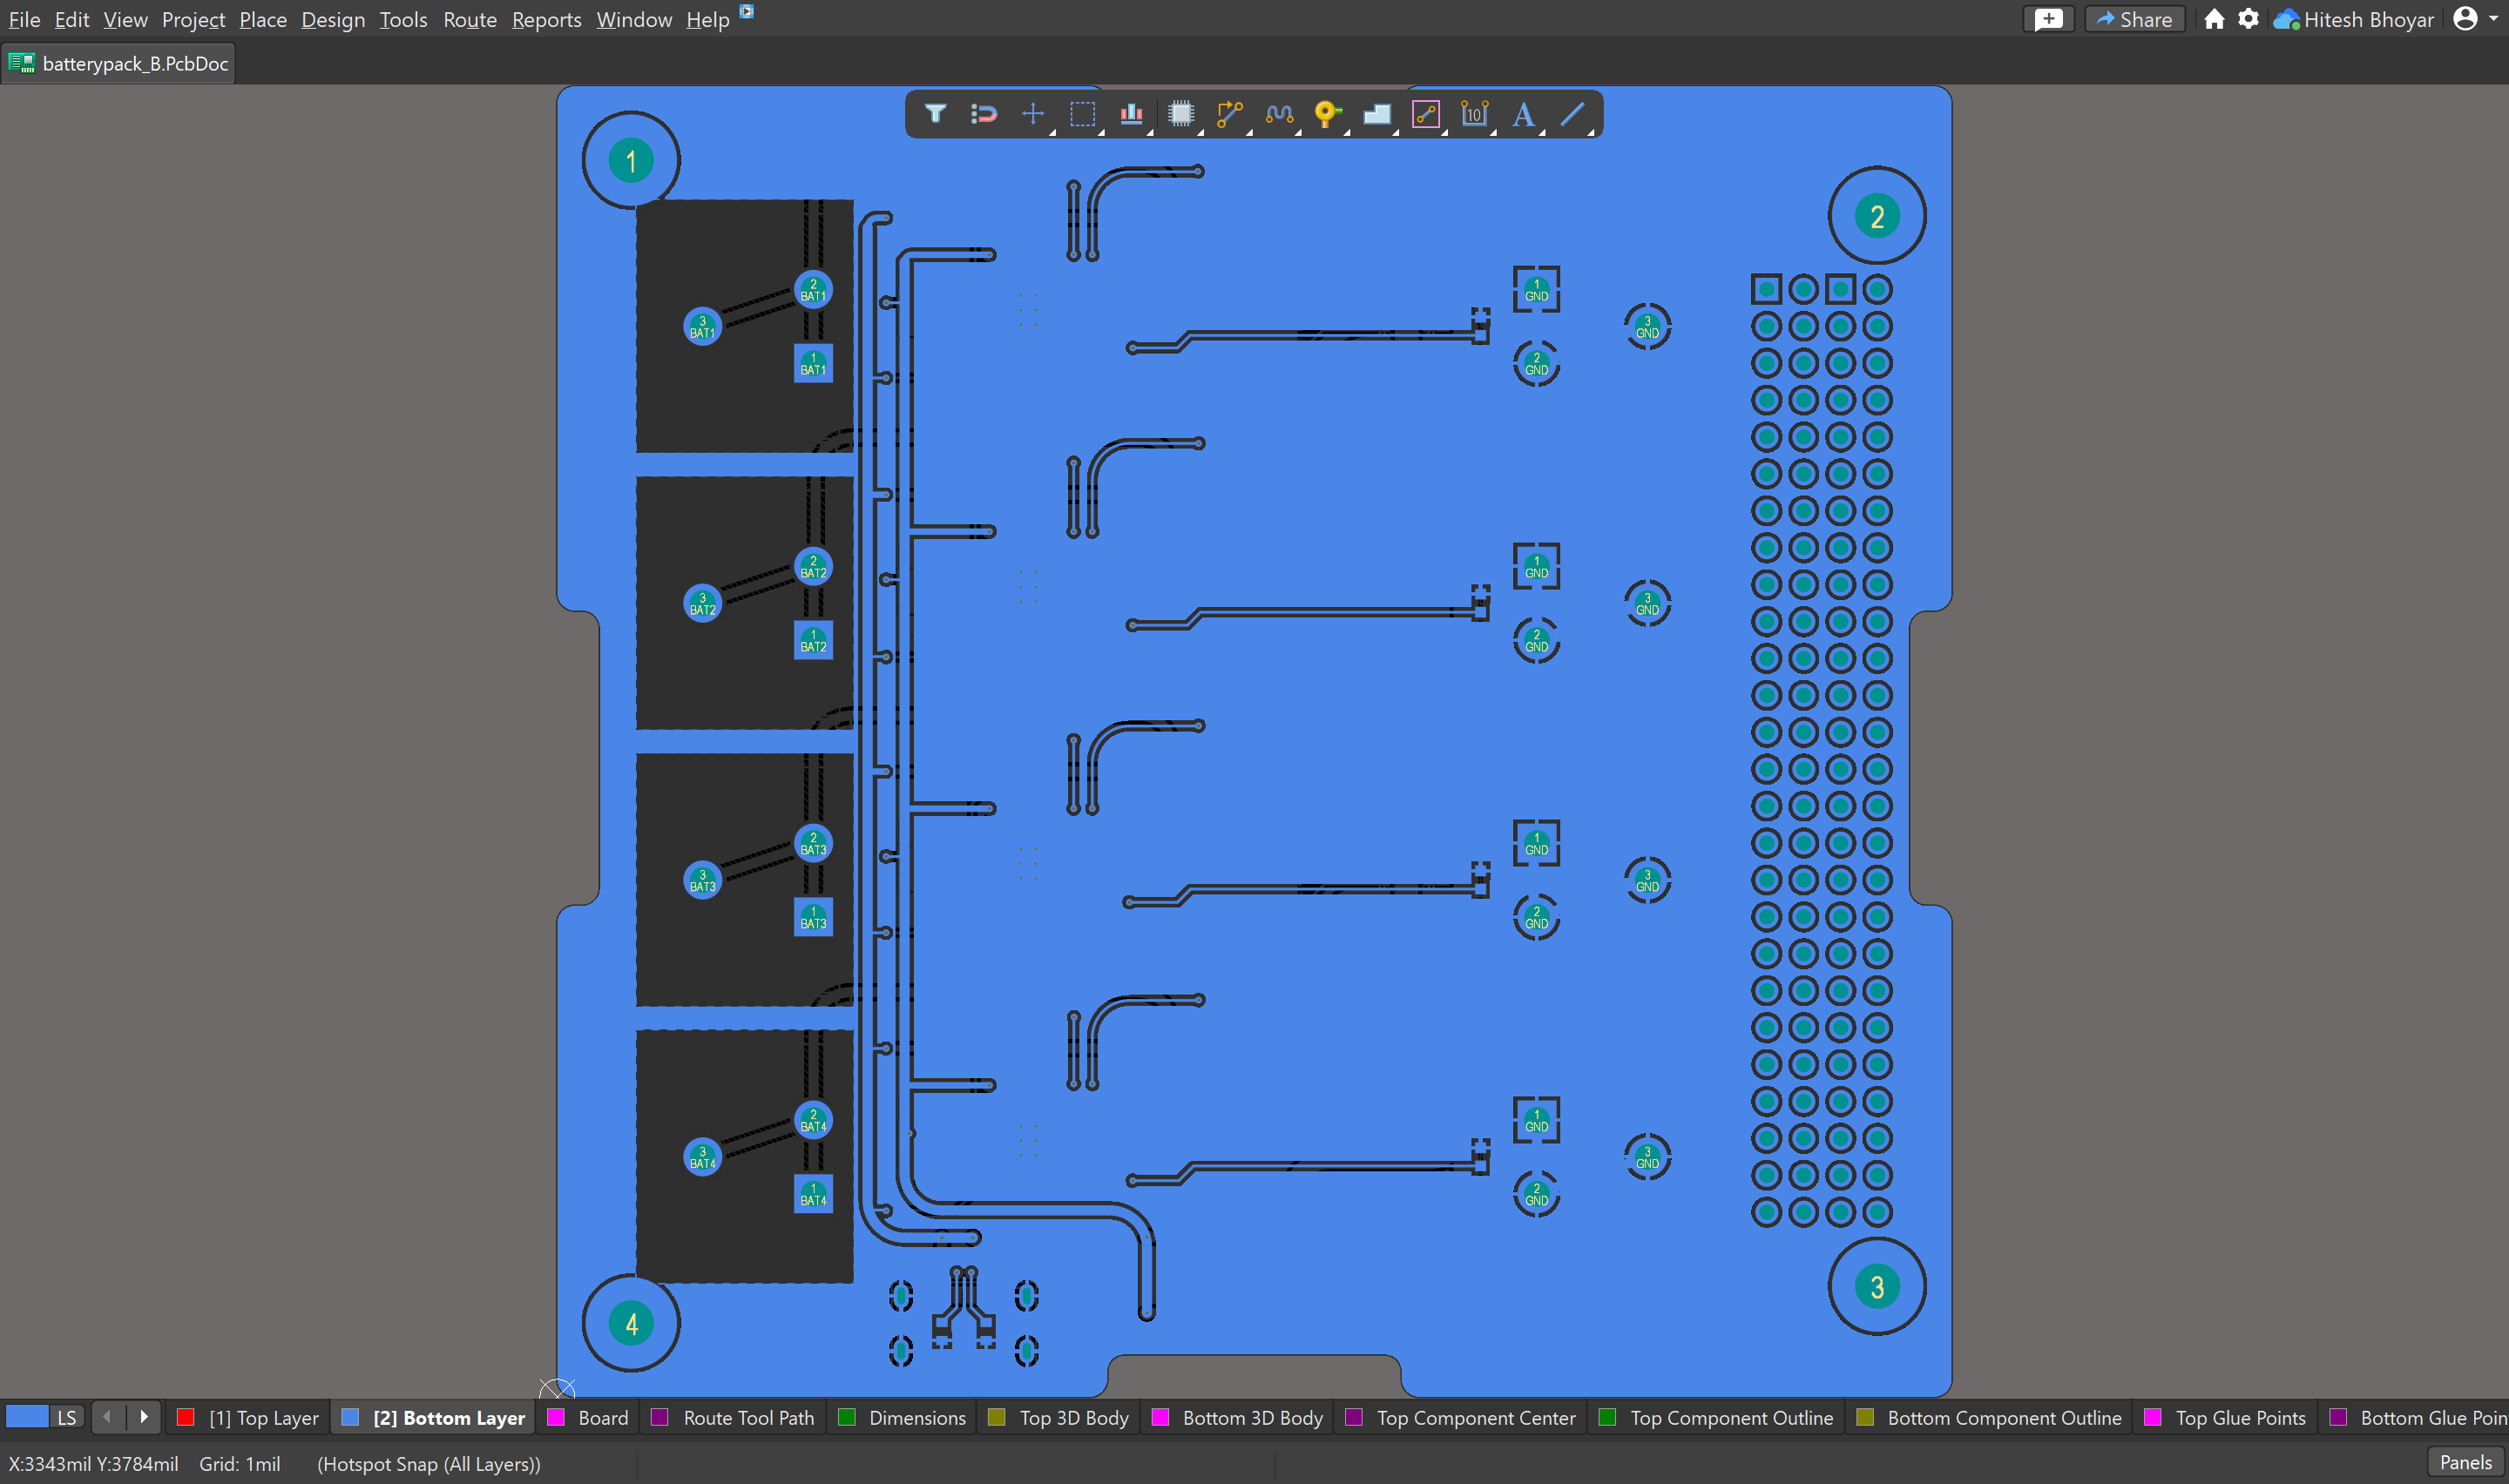 File Edit View Project Place Design Tools Route Reports Window Help
Share
Hitesh Bhoyar
batterypack_B.PcbDoc
10
A
1
2
2
BAT1
3
BAT1
1
BAT1
1
GND
3
GND
2
GND
2
BAT2
3
BAT2
1
BAT2
1
GND
3
GND
2
GND
2
BAT3
3
BAT3
1
BAT3
1
GND
3
GND
2
GND
2
BAT4
3
BAT4
1
BAT4
1
GND
3
GND
2
GND
3
4
LS [1] Top Layer [2] Bottom Layer Board Route Tool Path Dimensions Top 3D Body Bottom 3D Body Top Component Center Top Component Outline Bottom Component Outline Top Glue Points Bottom Glue Poin
X:3343mil Y:3784mil Grid: 1mil (Hotspot Snap (All Layers))
Panels